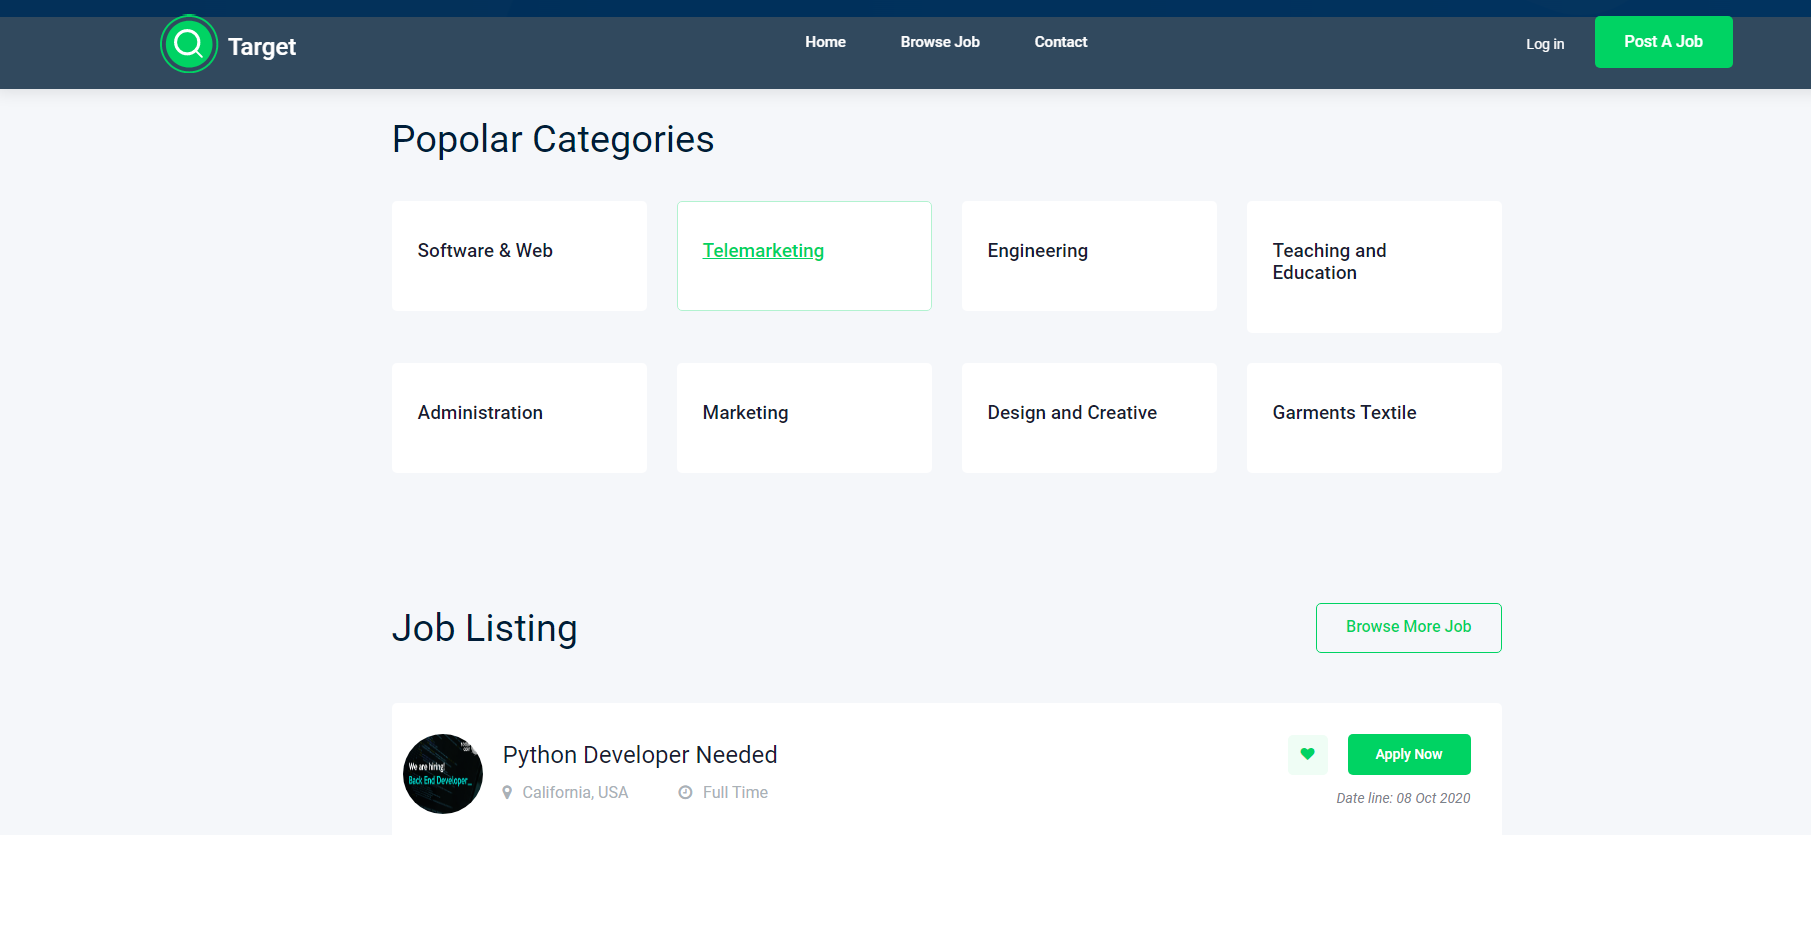 Target
Home
Browse Job
Contact
Log in
Post A Job
Popolar Categories
Software & Web
Telemarketing
Engineering
Teaching and
Education
Administration
Marketing
Design and Creative
Garments Textile
Job Listing
Browse More Job
We are hiring!
Back End Developer_
Python Developer Needed
California, USA
Full Time
Apply Now
Date line: 08 Oct 2020